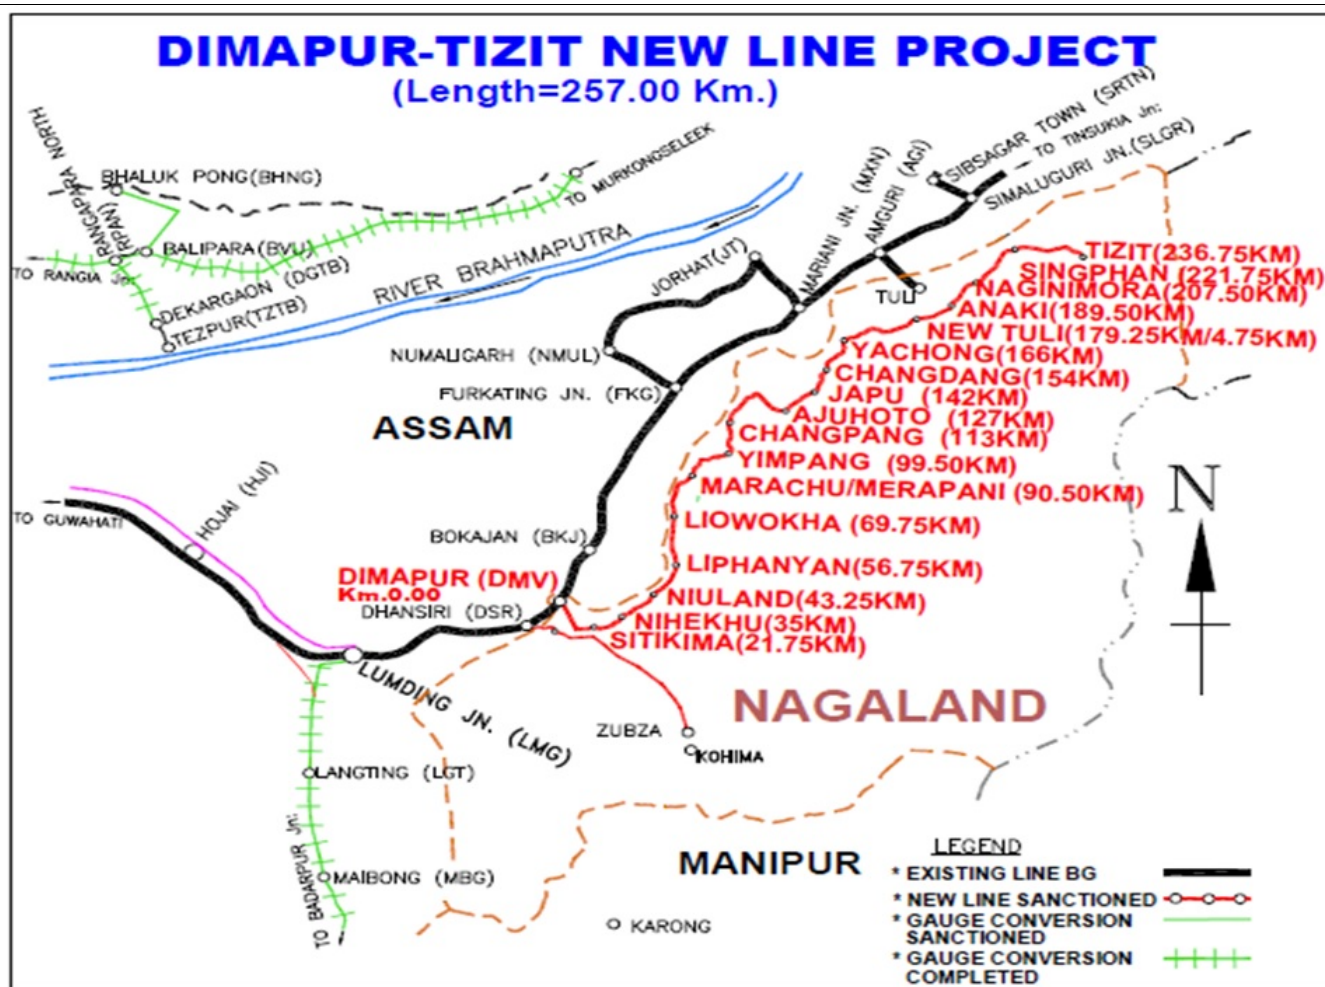 DIMAPUR-TIZIT NEW LINE PROJECT
(Length=257.00 Km.)
RANGAPARA NORTH
(RPAN)
BHALUK PONG(BHNG)
TO MURKONGSELEEK
BALIPARA(BVU)
TO RANGIA Jn:
DEKARGAON (DGTB)
TEZPUR(TZTB)
RIVER BRAHMAPUTRA
SIBSAGAR TOWN (SRTN)
TO TINSUKIA Jn:
SIMALUGURI JN.(SLGR)
AMGURI (AGI)
MARIANI JN. (MXN)
JORHAT(JT)
TULI
NUMALIGARH (NMUL)
FURKATING JN. (FKG)
ASSAM
TIZIT(236.75KM)
SINGPHAN (221.75KM)
NAGINIMORA(207.50KM)
ANAKI(189.50KM)
NEW TULI(179.25KM/4.75KM)
YACHONG(166KM)
CHANGDANG(154KM)
JAPU (142KM)
AJUHOTO (127KM)
CHANGPANG (113KM)
YIMPANG (99.50KM)
MARACHU/MERAPANI (90.50KM)
LIOWOKHA (69.75KM)
LIPHANYAN(56.75KM)
NIULAND(43.25KM)
NIHEKHU(35KM)
SITIKIMA(21.75KM)
N
HOJAI (HJI)
TO GUWAHATI
BOKAJAN (BKJ)
DIMAPUR (DMV)
Km.0.00
DHANSIRI (DSR)
LUMDING JN. (LMG)
NAGALAND
ZUBZA
KOHIMA
LANGTING (LGT)
TO BADARPUR Jn:
MAIBONG (MBG)
MANIPUR
KARONG
LEGEND
* EXISTING LINE BG
* NEW LINE SANCTIONED
* GAUGE CONVERSION
SANCTIONED
* GAUGE CONVERSION
COMPLETED